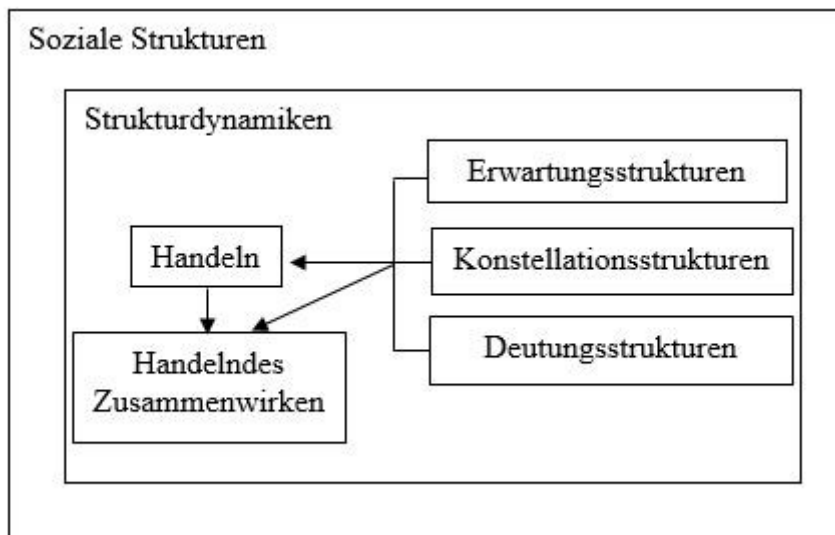 Soziale Strukturen
Strukturdynamiken
Erwartungsstrukturen
Handeln
Konstellationsstrukturen
Handelndes
Zusammenwirken
Deutungsstrukturen